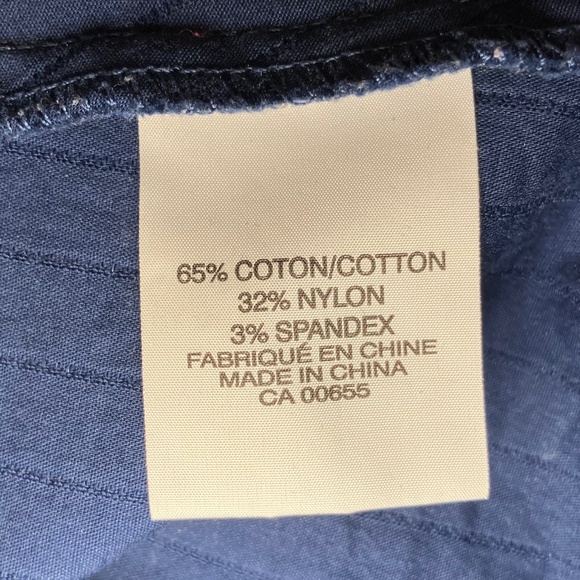 65% COTON/COTTON
32% NYLON
3% SPANDEX
FABRIQUÉ EN CHINE
MADE IN CHINA
CA 00655